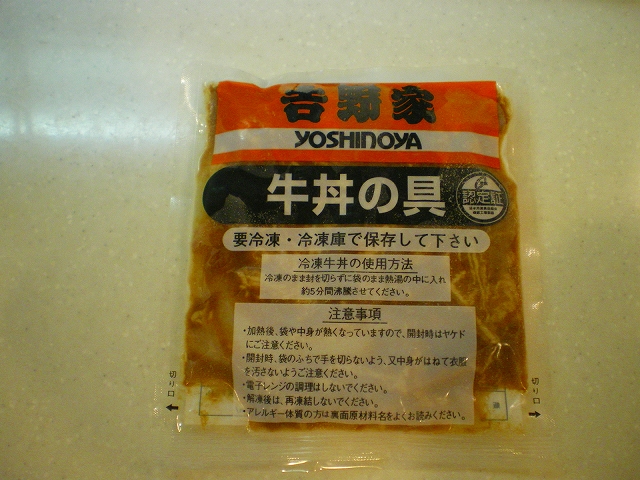 吉野家
YOSHINOYA
牛丼の具
認定証
要冷凍・冷凍庫で保存して下さい
冷凍牛丼の使用方法
冷凍のまま封を切らずに袋のまま熱湯の中に入れ
約5分間沸騰させてください。
注意事項
・加熱後、袋や中身が熱くなっていますので、開封時はヤケド
にご注意ください。
・開封時、袋のふちで手を切らないよう、又中身がはねて衣服
を汚さないようご注意ください。
・電子レンジの調理はしないでください。
・解凍後は、再凍結しないでください。
・アレルギー体質の方は裏面原材料名をよくお読みください。
切り口
切り口